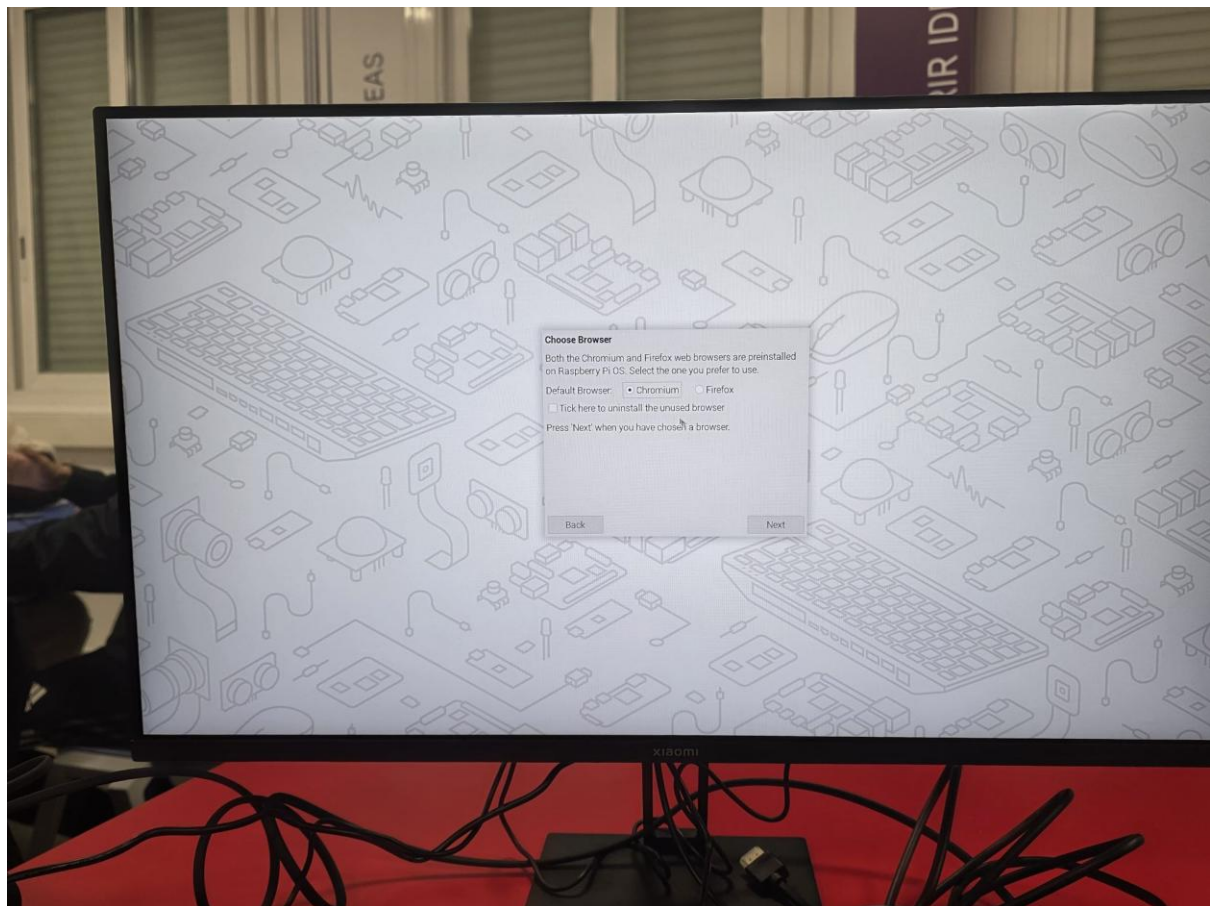 EAS
RIR ID
Choose Browser
Both the Chromium and Firefox web browsers are preinstalled
on Raspberry Pi OS. Select the one you prefer to use.
Default Browser: Chromium Firefox
Tick here to uninstall the unused browser
Press 'Next' when you have chosen a browser.
Back Next
xiaomi